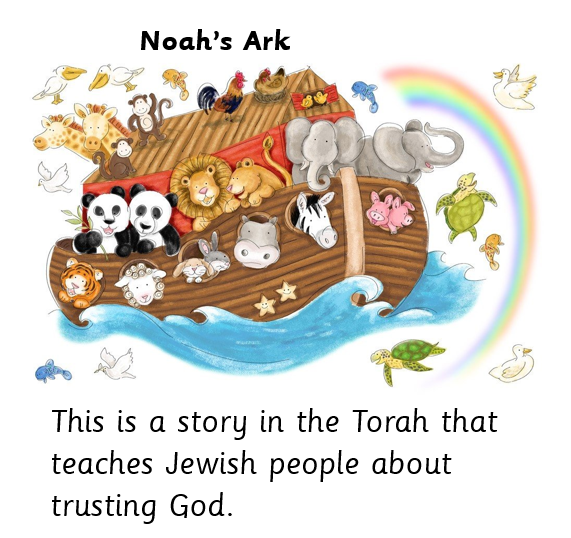 Noah's Ark
This is a story in the Torah that
teaches Jewish people about
trusting God.